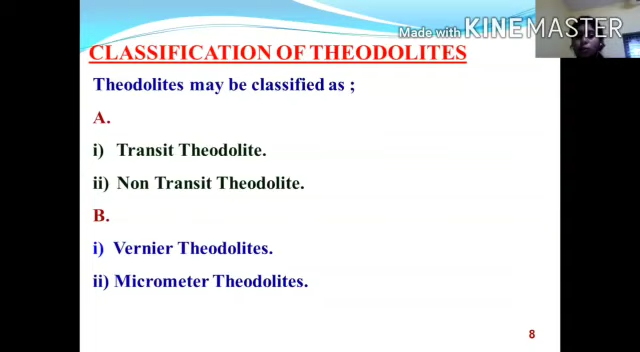 Made with KINEMASTER
CLASSIFICATION OF THEODOLITES
Theodolites may be classified as ;
A.
i) Transit Theodolite.
ii) Non Transit Theodolite.
B.
i) Vernier Theodolites.
ii) Micrometer Theodolites.
8